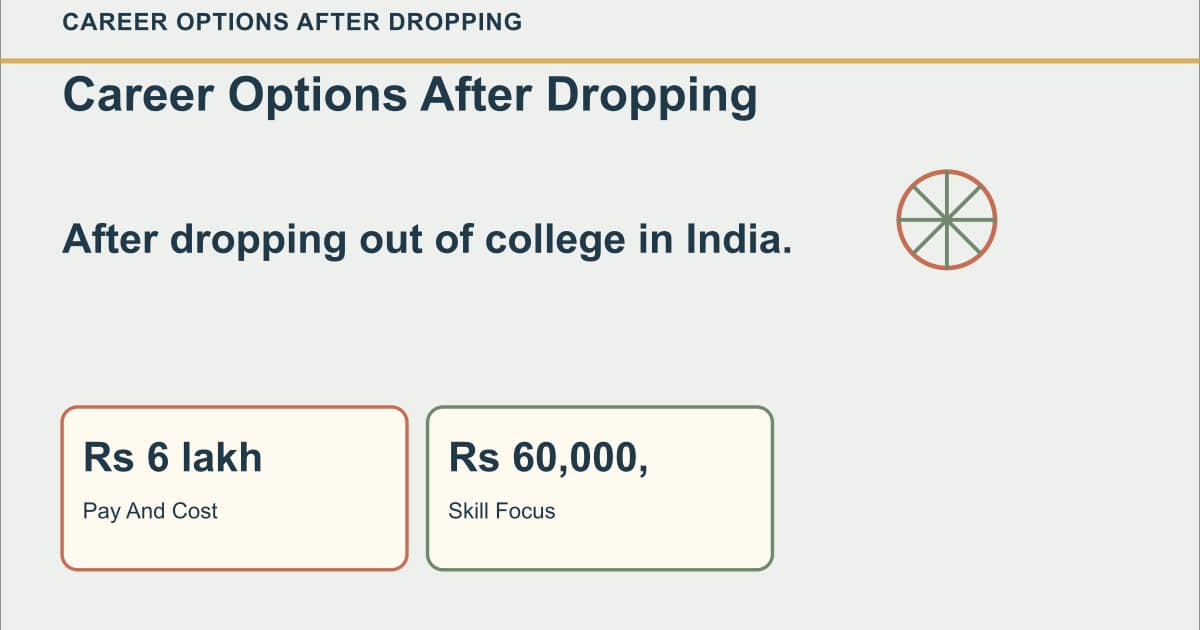 CAREER OPTIONS AFTER DROPPING
Career Options After Dropping
After dropping out of college in India.
Rs 6 lakh
Pay And Cost
Rs 60,000,
Skill Focus